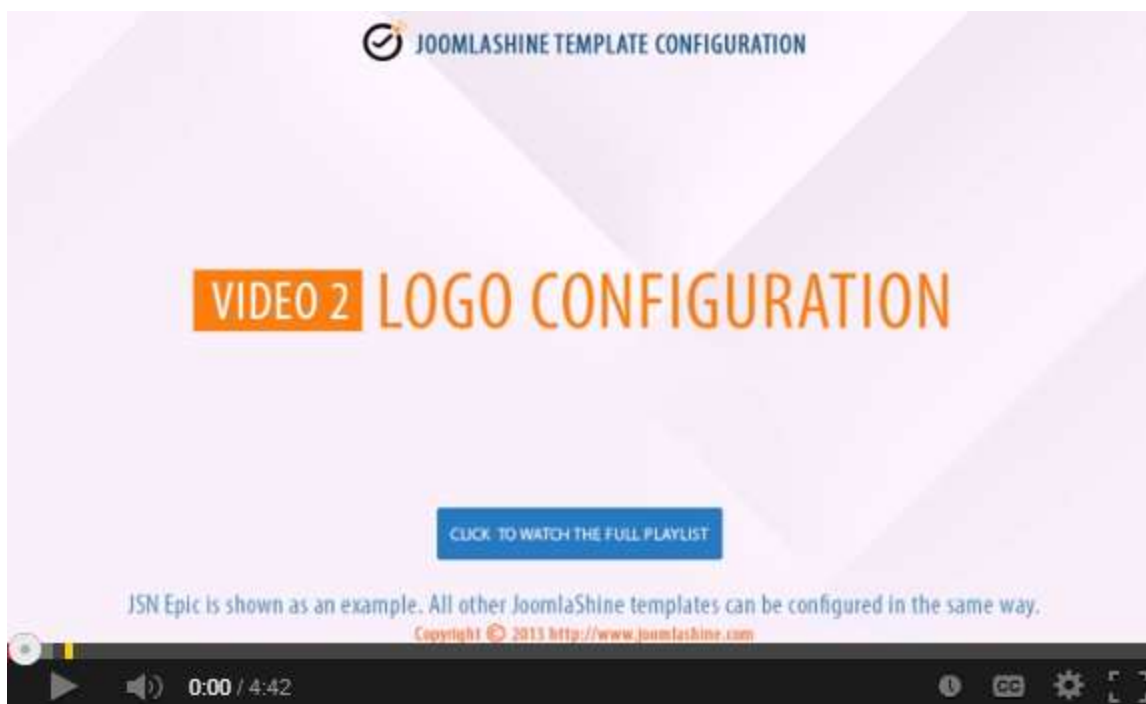 JOOMLASHINE TEMPLATE CONFIGURATION
VIDEO 2 LOGO CONFIGURATION
CLICK TO WATCH THE FULL PLAYLIST
JSN Epic is shown as an example. All other JoomlaShine templates can be configured in the same way.
Copyright © 2013 http://www.joomlashine.com
0:00 / 4:42
CC